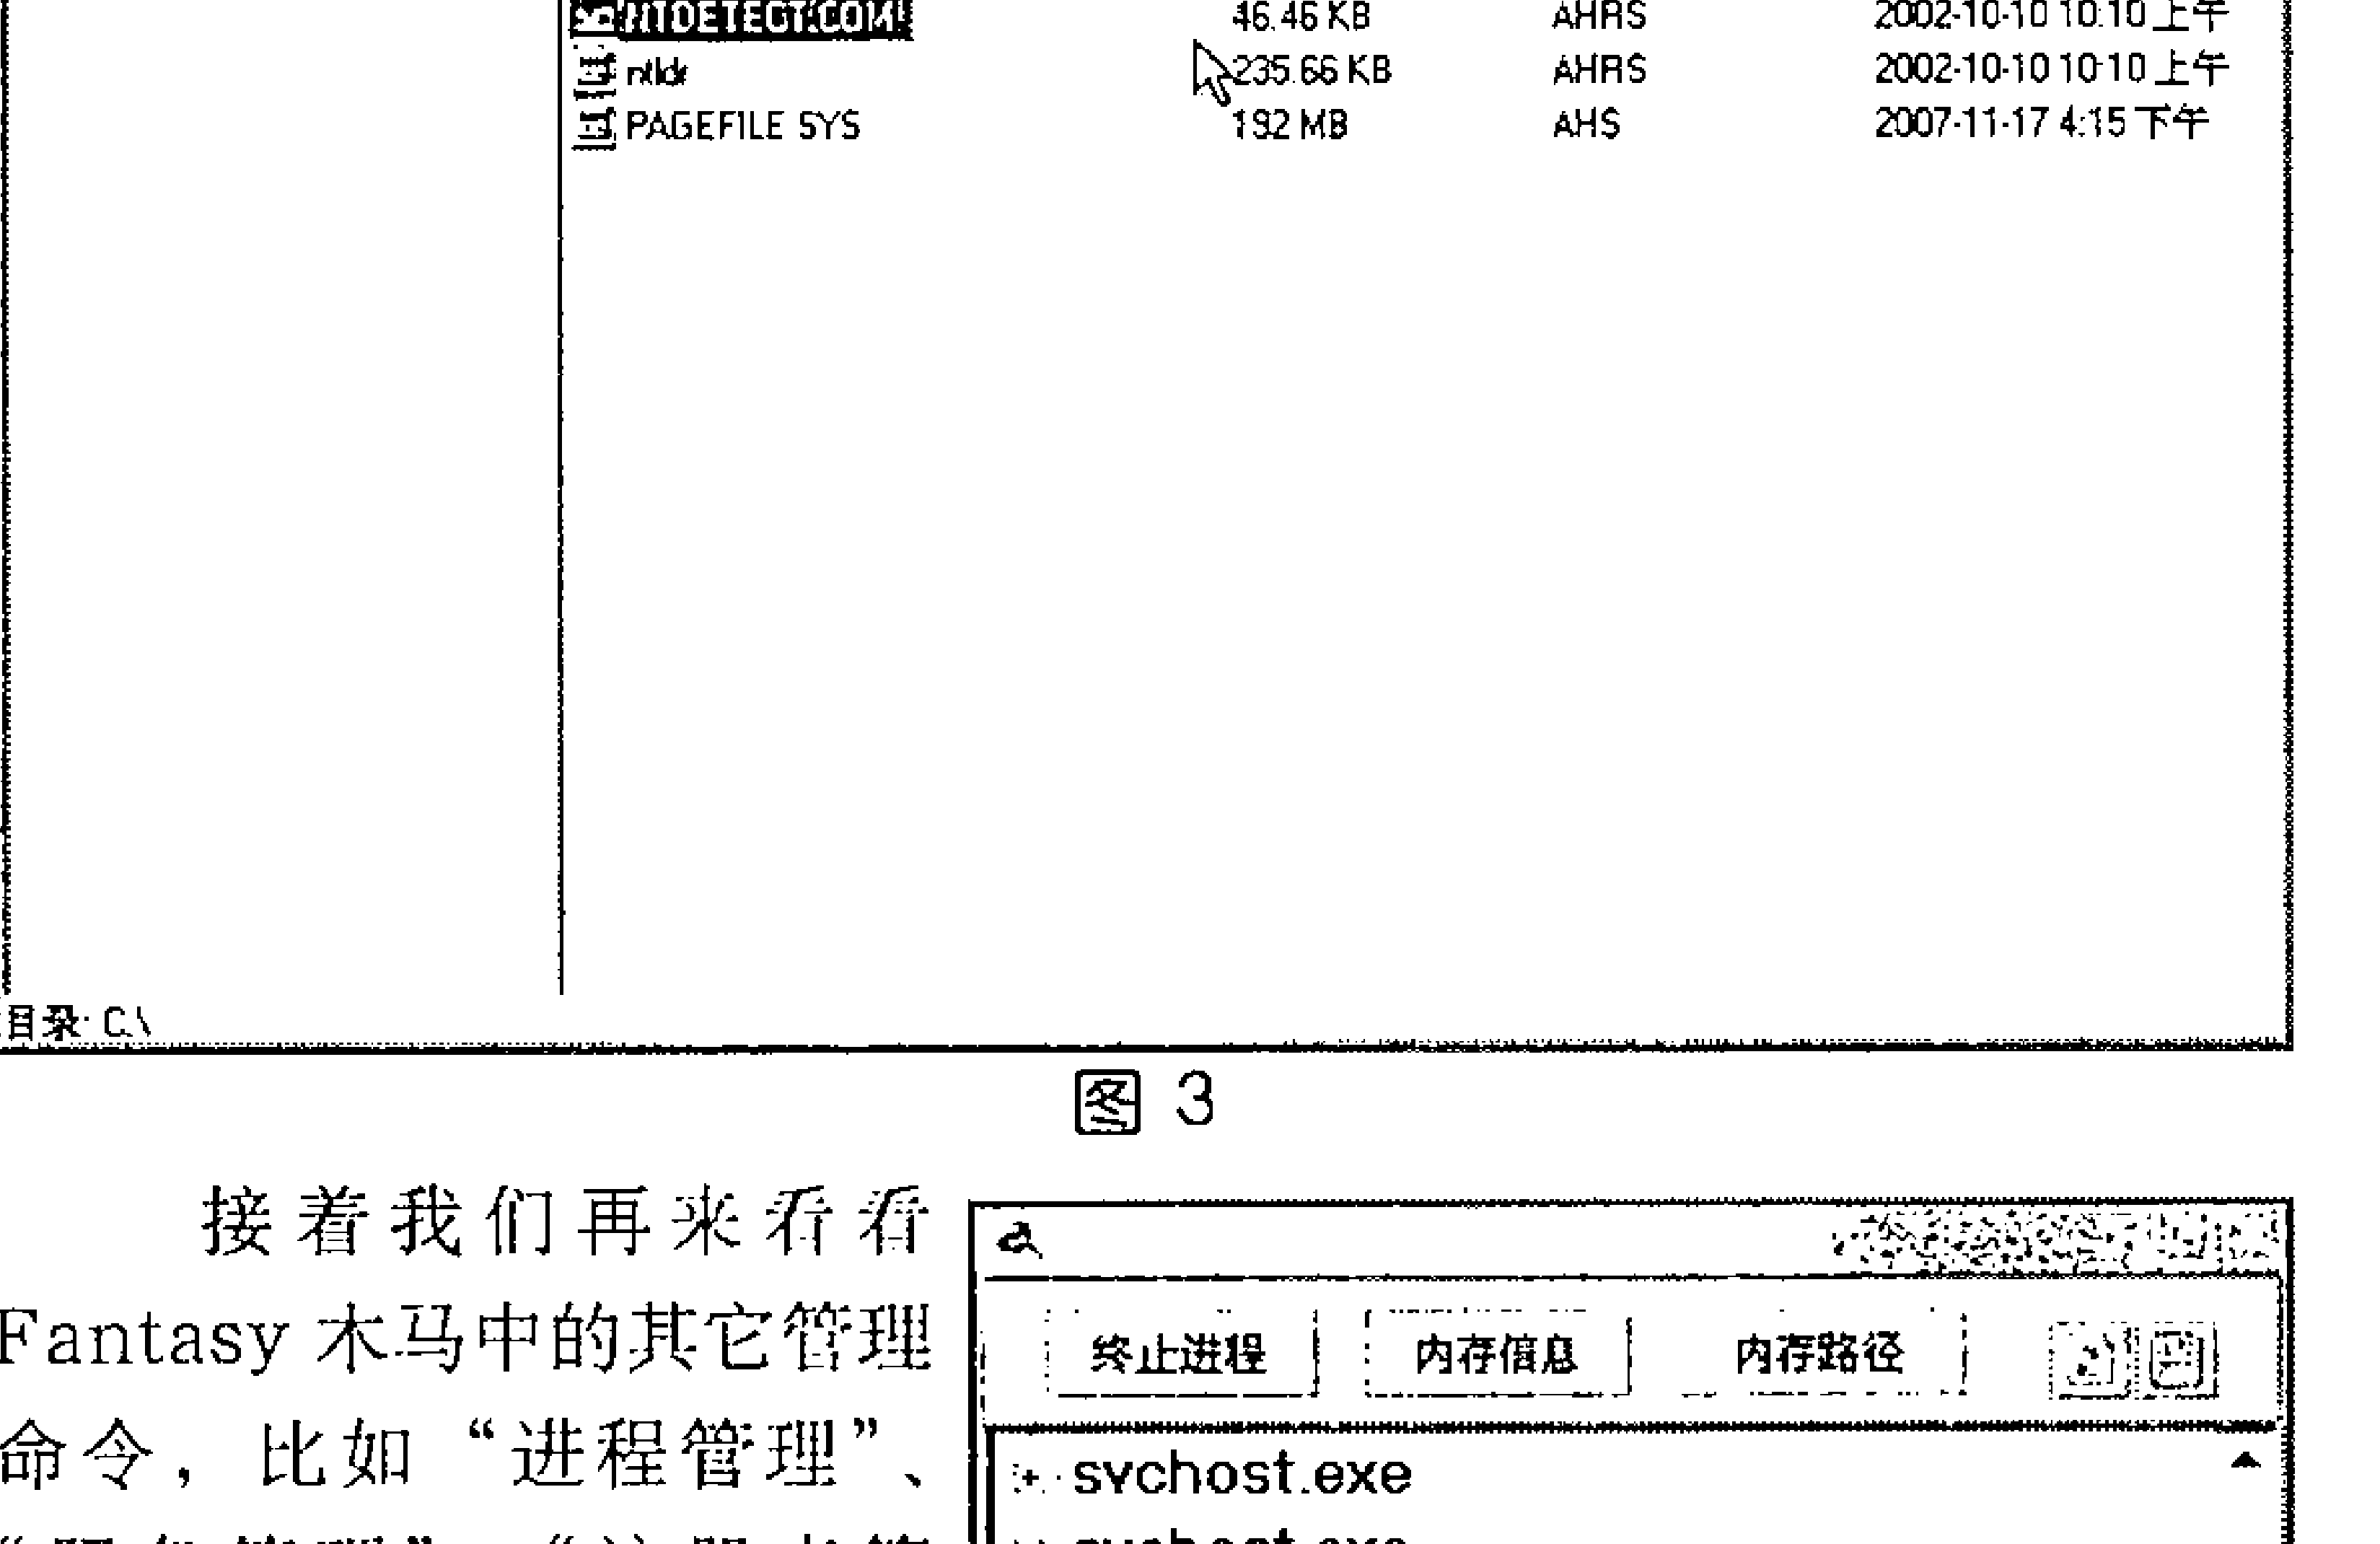 NTDETECT.COM 46.46 KB AHRS 2002-10-10 10:10 上午
ntldr 235.66 KB AHRS 2002-10-10 10:10 上午
PAGEFILE SYS 192 MB AHS 2007-11-17 4:15 下午
目录: C:\
图 3
接着我们再来看看
Fantasy 木马中的其它管理
命令，比如“进程管理”、
终止进程 内存信息 内存路径
svchost.exe
svchost.exe